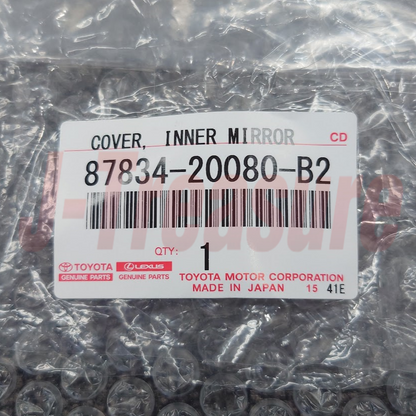 COVER, INNER MIRROR CD
87834-20080-B2
QTY: 1
TOYOTA LEXUS
GENUINE PARTS GENUINE PARTS
TOYOTA MOTOR CORPORATION
MADE IN JAPAN 15 41E
J-Treasure